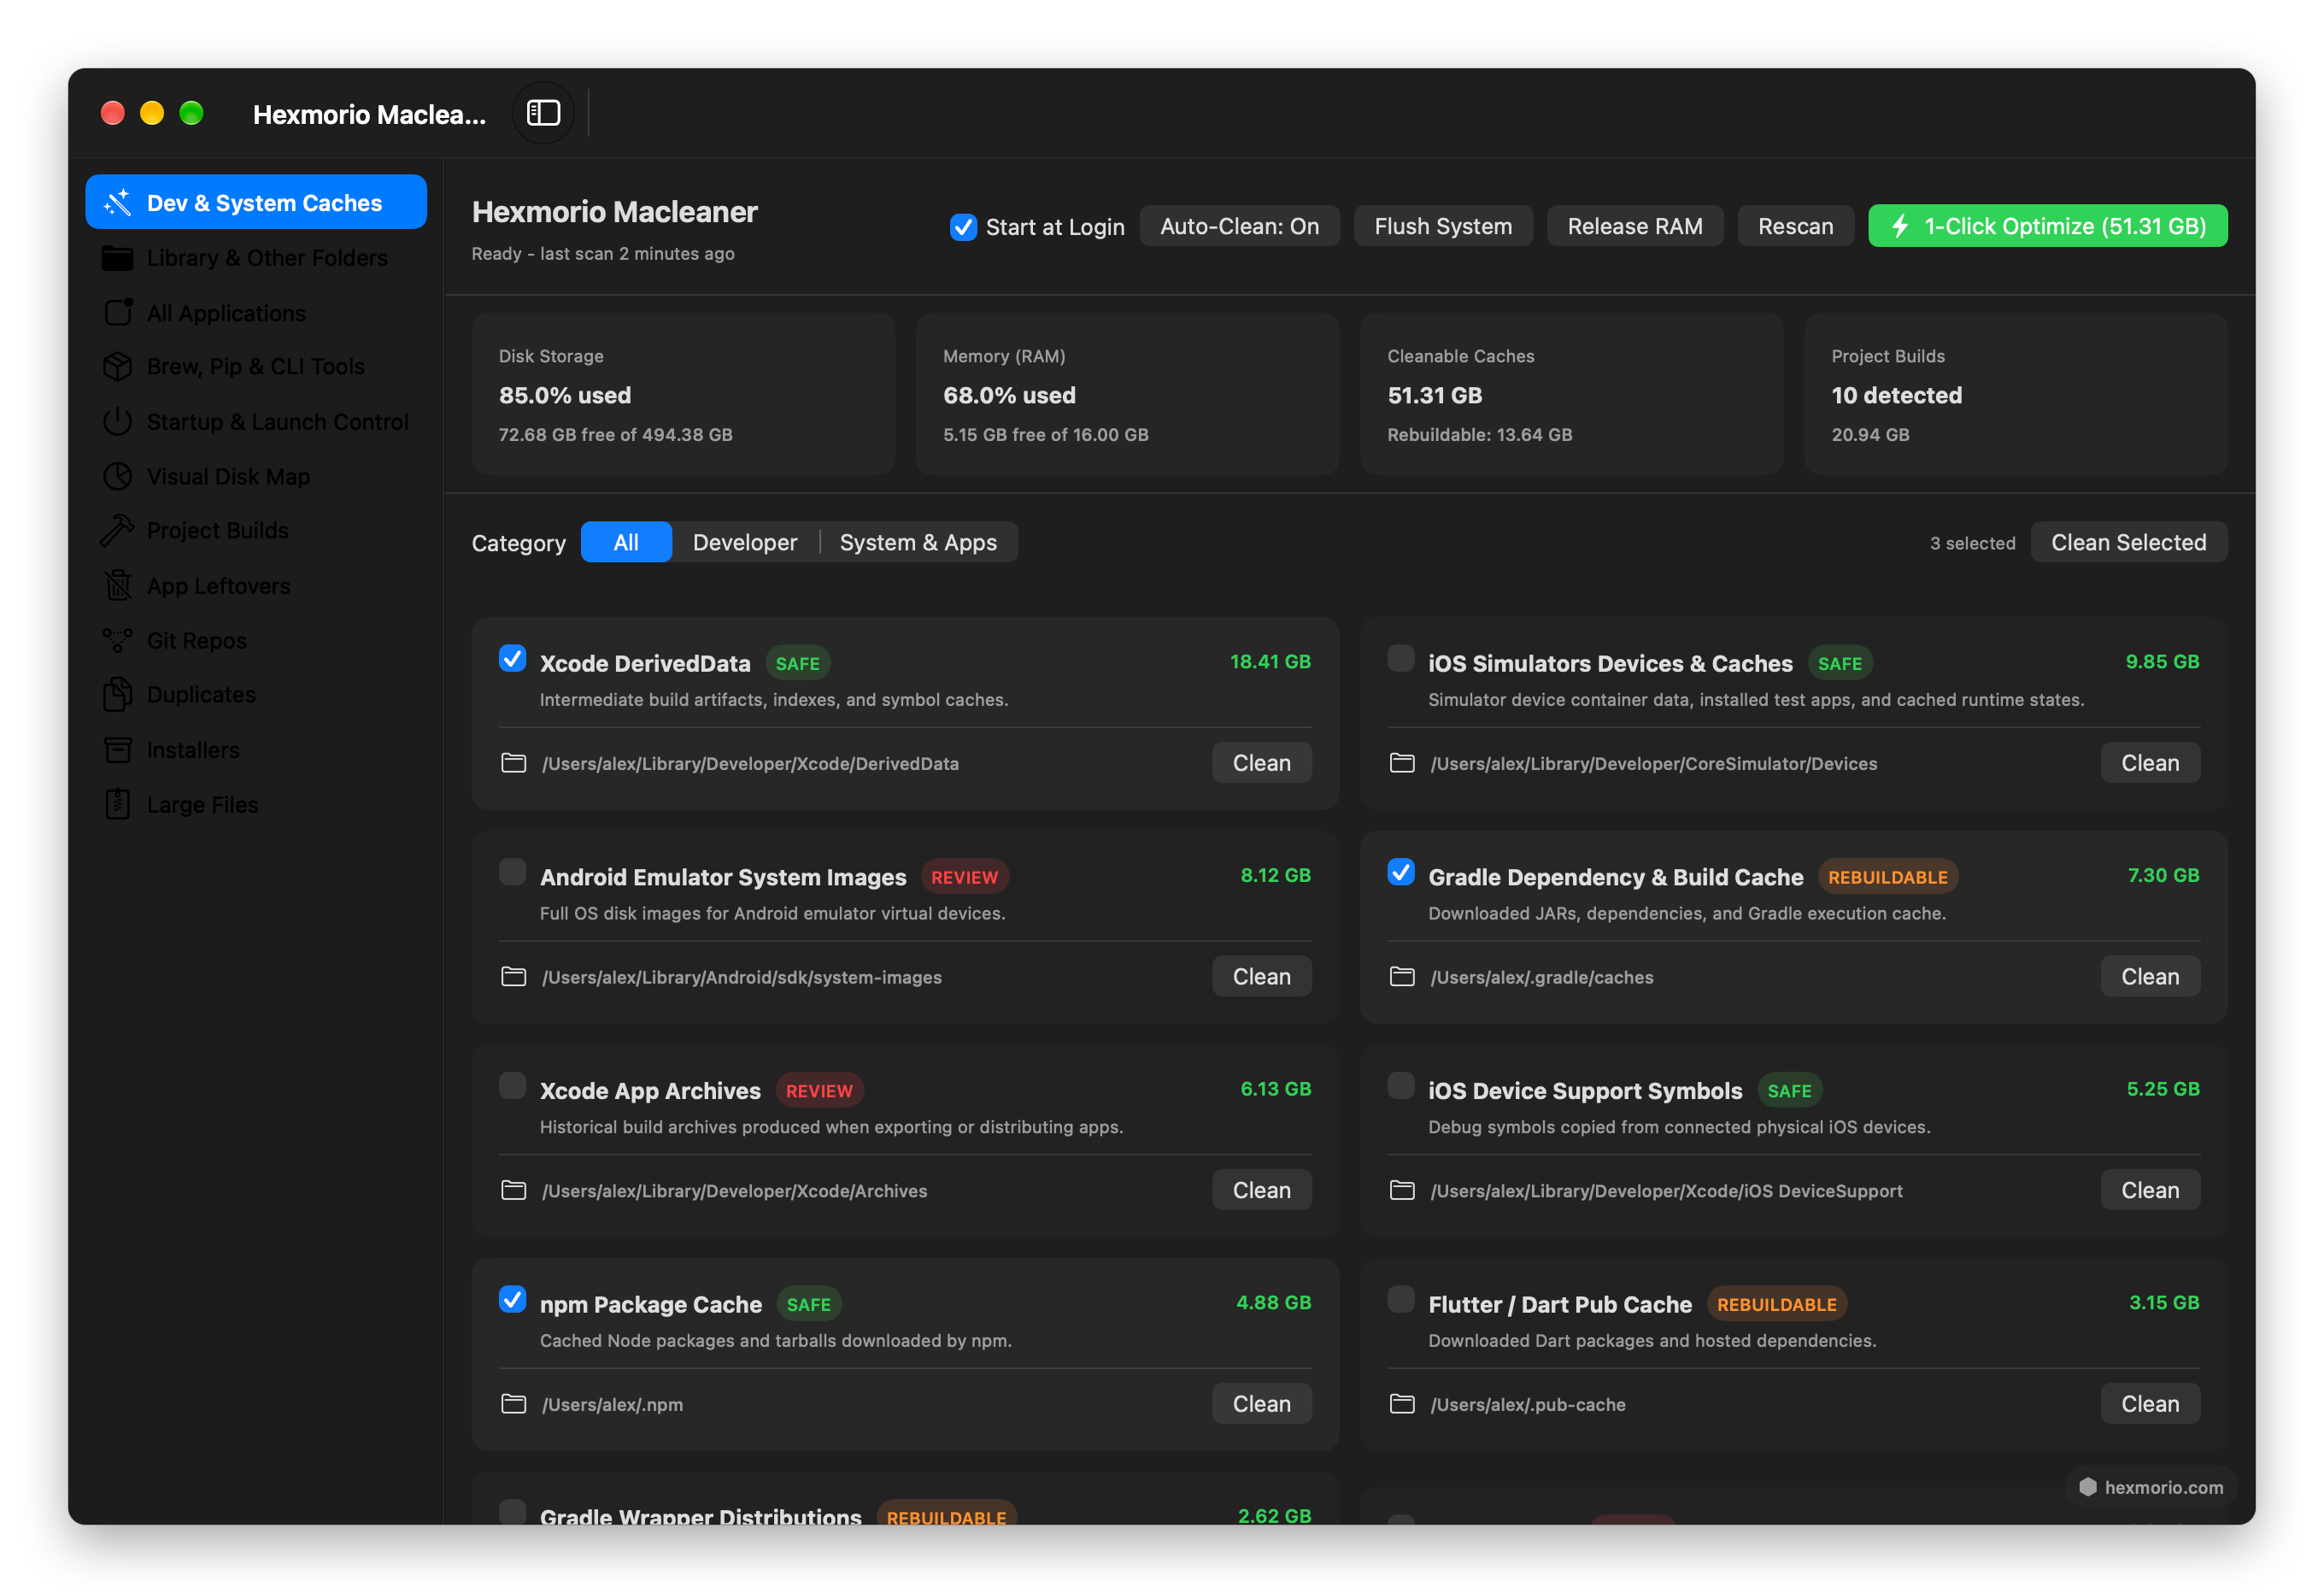 Hexmorio Maclea...
Dev & System Caches
Library & Other Folders
All Applications
Brew, Pip & CLI Tools
Startup & Launch Control
Visual Disk Map
Project Builds
App Leftovers
Git Repos
Duplicates
Installers
Large Files
Hexmorio Macleaner
Ready - last scan 2 minutes ago
Start at Login
Auto-Clean: On
Flush System
Release RAM
Rescan
1-Click Optimize (51.31 GB)
Disk Storage
85.0% used
72.68 GB free of 494.38 GB
Memory (RAM)
68.0% used
5.15 GB free of 16.00 GB
Cleanable Caches
51.31 GB
Rebuildable: 13.64 GB
Project Builds
10 detected
20.94 GB
Category
All
Developer
System & Apps
3 selected
Clean Selected
Xcode DerivedData SAFE 18.41 GB
Intermediate build artifacts, indexes, and symbol caches.
/Users/alex/Library/Developer/Xcode/DerivedData Clean
iOS Simulators Devices & Caches SAFE 9.85 GB
Simulator device container data, installed test apps, and cached runtime states.
/Users/alex/Library/Developer/CoreSimulator/Devices Clean
Android Emulator System Images REVIEW 8.12 GB
Full OS disk images for Android emulator virtual devices.
/Users/alex/Library/Android/sdk/system-images Clean
Gradle Dependency & Build Cache REBUILDABLE 7.30 GB
Downloaded JARs, dependencies, and Gradle execution cache.
/Users/alex/.gradle/caches Clean
Xcode App Archives REVIEW 6.13 GB
Historical build archives produced when exporting or distributing apps.
/Users/alex/Library/Developer/Xcode/Archives Clean
iOS Device Support Symbols SAFE 5.25 GB
Debug symbols copied from connected physical iOS devices.
/Users/alex/Library/Developer/Xcode/iOS DeviceSupport Clean
npm Package Cache SAFE 4.88 GB
Cached Node packages and tarballs downloaded by npm.
/Users/alex/.npm Clean
Flutter / Dart Pub Cache REBUILDABLE 3.15 GB
Downloaded Dart packages and hosted dependencies.
/Users/alex/.pub-cache Clean
Gradle Wrapper Distributions REBUILDABLE 2.62 GB
hexmorio.com